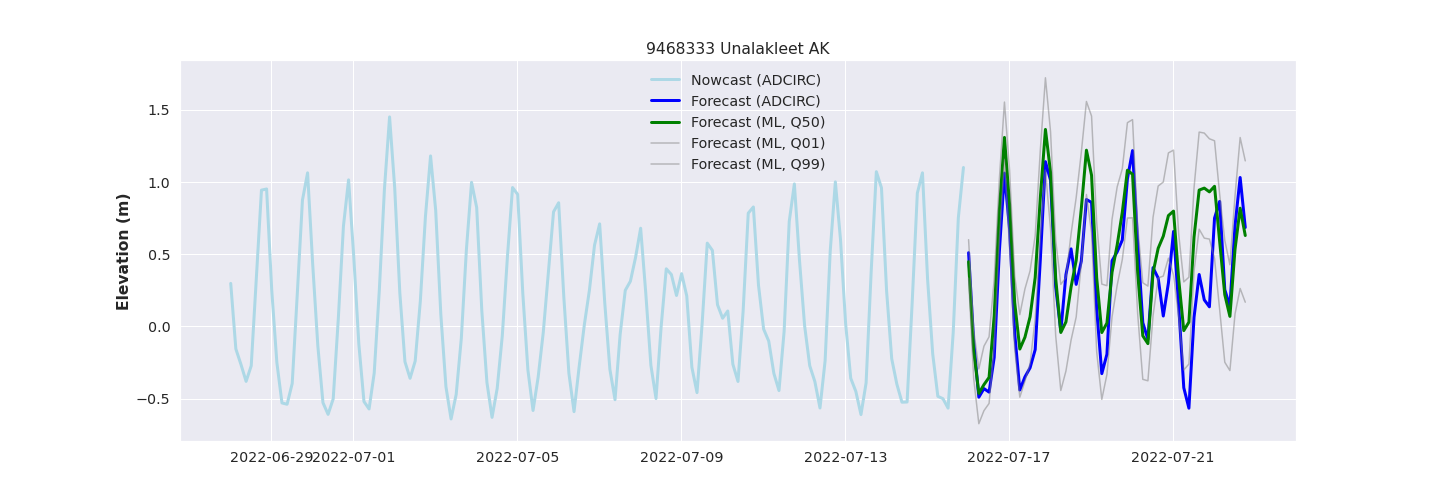 9468333 Unalakleet AK
Nowcast (ADCIRC)
Forecast (ADCIRC)
Forecast (ML, Q50)
Forecast (ML, Q01)
Forecast (ML, Q99)
Elevation (m)
1.5
1.0
0.5
0.0
−0.5
2022-06-29 2022-07-01 2022-07-05 2022-07-09 2022-07-13 2022-07-17 2022-07-21